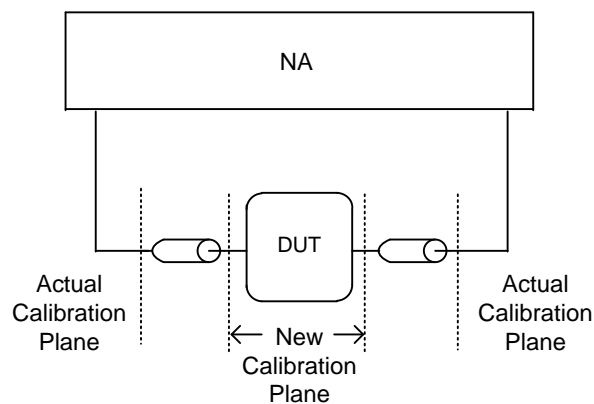 NA
DUT
Actual
Calibration
Plane
New
Calibration
Plane
Actual
Calibration
Plane